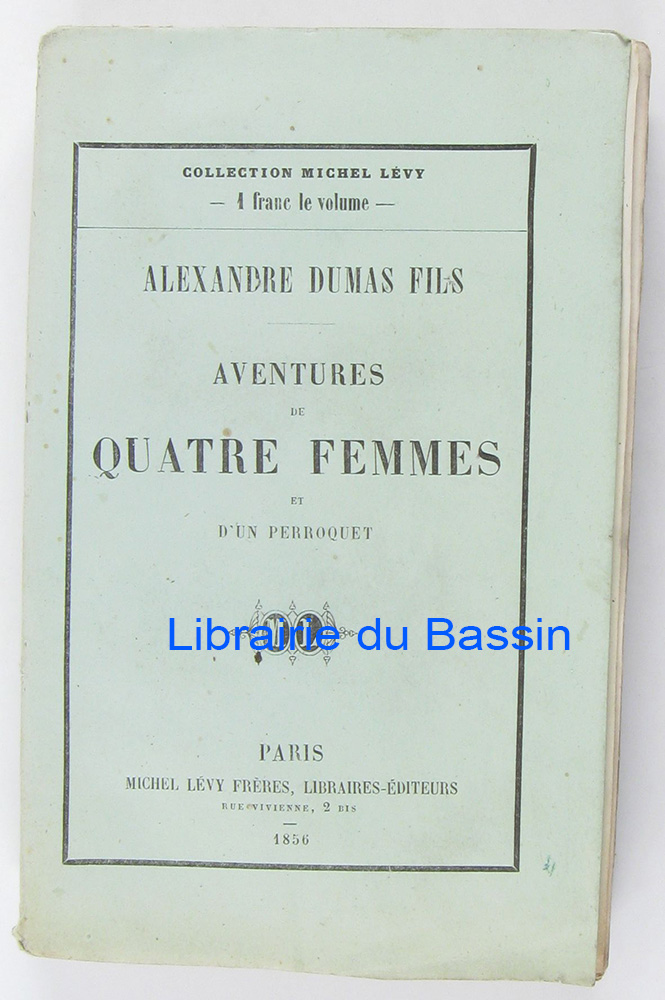 COLLECTION MICHEL LÉVY
— 1 franc le volume —
ALEXANDRE DUMAS FILS
AVENTURES
DE
QUATRE FEMMES
ET
D'UN PERROQUET
Librairie du Bassin
PARIS
MICHEL LÉVY FRÈRES, LIBRAIRES-ÉDITEURS
RUE VIVIENNE, 2 BIS
—
1856